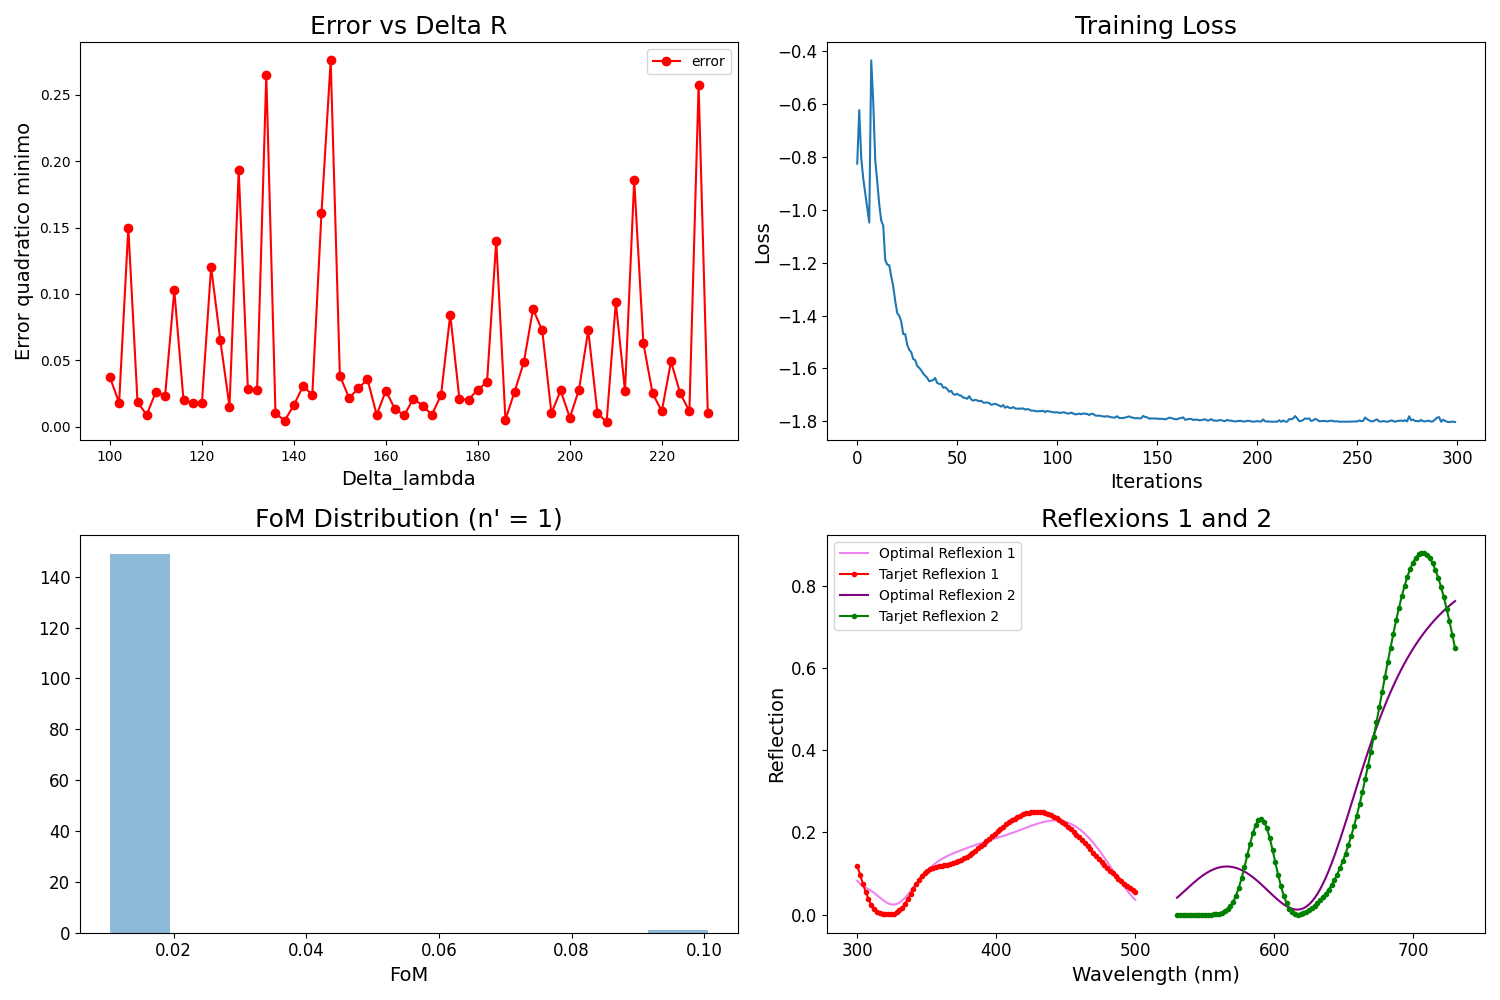 Error vs Delta R
error
Error quadratico minimo
0.25
0.20
0.15
0.10
0.05
0.00
100 120 140 160 180 200 220
Delta_lambda
Training Loss
Loss
−0.4
−0.6
−0.8
−1.0
−1.2
−1.4
−1.6
−1.8
0 50 100 150 200 250 300
Iterations
FoM Distribution (n' = 1)
140
120
100
80
60
40
20
0
0.02 0.04 0.06 0.08 0.10
FoM
Reflexions 1 and 2
Optimal Reflexion 1
Tarjet Reflexion 1
Optimal Reflexion 2
Tarjet Reflexion 2
Reflection
0.8
0.6
0.4
0.2
0.0
300 400 500 600 700
Wavelength (nm)